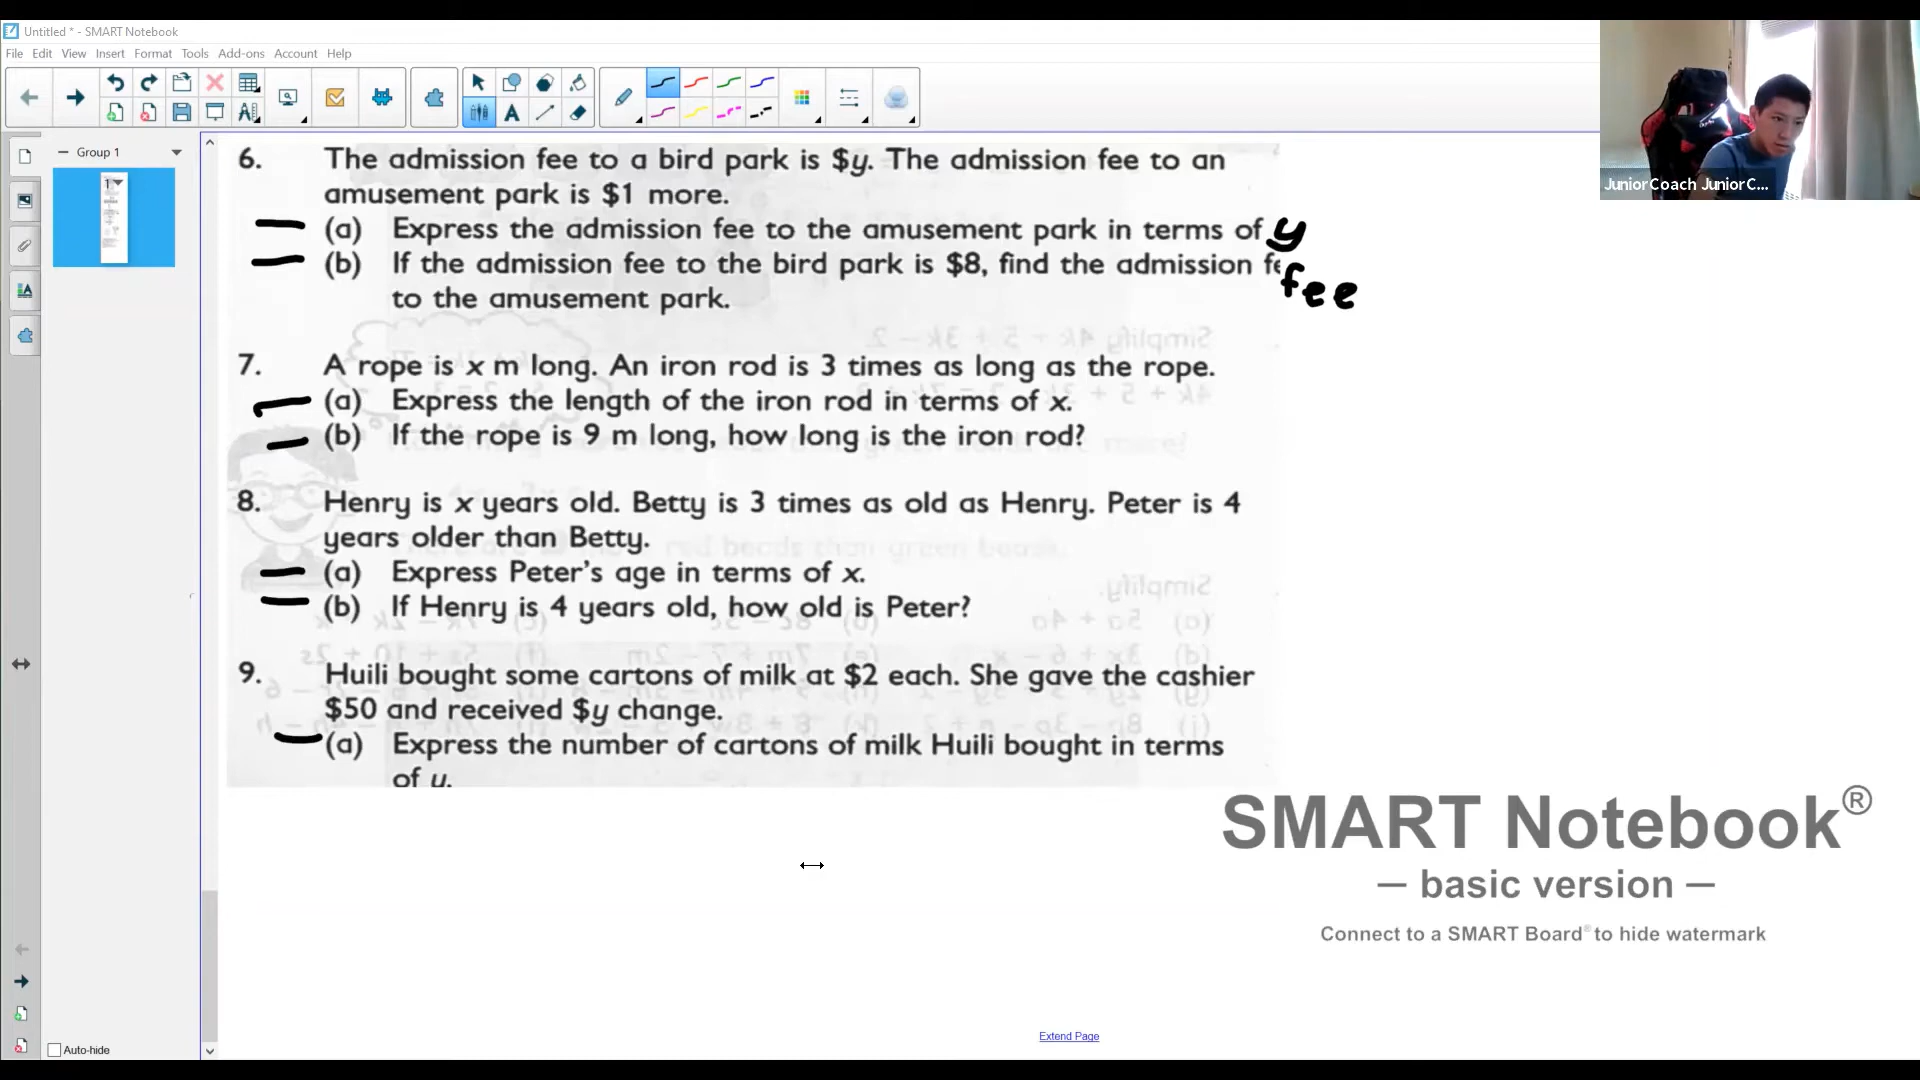 Untitled * - SMART Notebook
File Edit View Insert Format Tools Add-ons Account Help
Group 1
1
JuniorCoach JuniorC...
6. The admission fee to a bird park is $y. The admission fee to an
amusement park is $1 more.
(a) Express the admission fee to the amusement park in terms of y
(b) If the admission fee to the bird park is $8, find the admission fe
fee
to the amusement park.
7. A rope is x m long. An iron rod is 3 times as long as the rope.
(a) Express the length of the iron rod in terms of x.
(b) If the rope is 9 m long, how long is the iron rod?
8. Henry is x years old. Betty is 3 times as old as Henry. Peter is 4
years older than Betty.
(a) Express Peter's age in terms of x.
(b) If Henry is 4 years old, how old is Peter?
9. Huili bought some cartons of milk at $2 each. She gave the cashier
$50 and received $y change.
(a) Express the number of cartons of milk Huili bought in terms
of y.
SMART Notebook®
— basic version —
Connect to a SMART Board® to hide watermark
Extend Page
Auto-hide